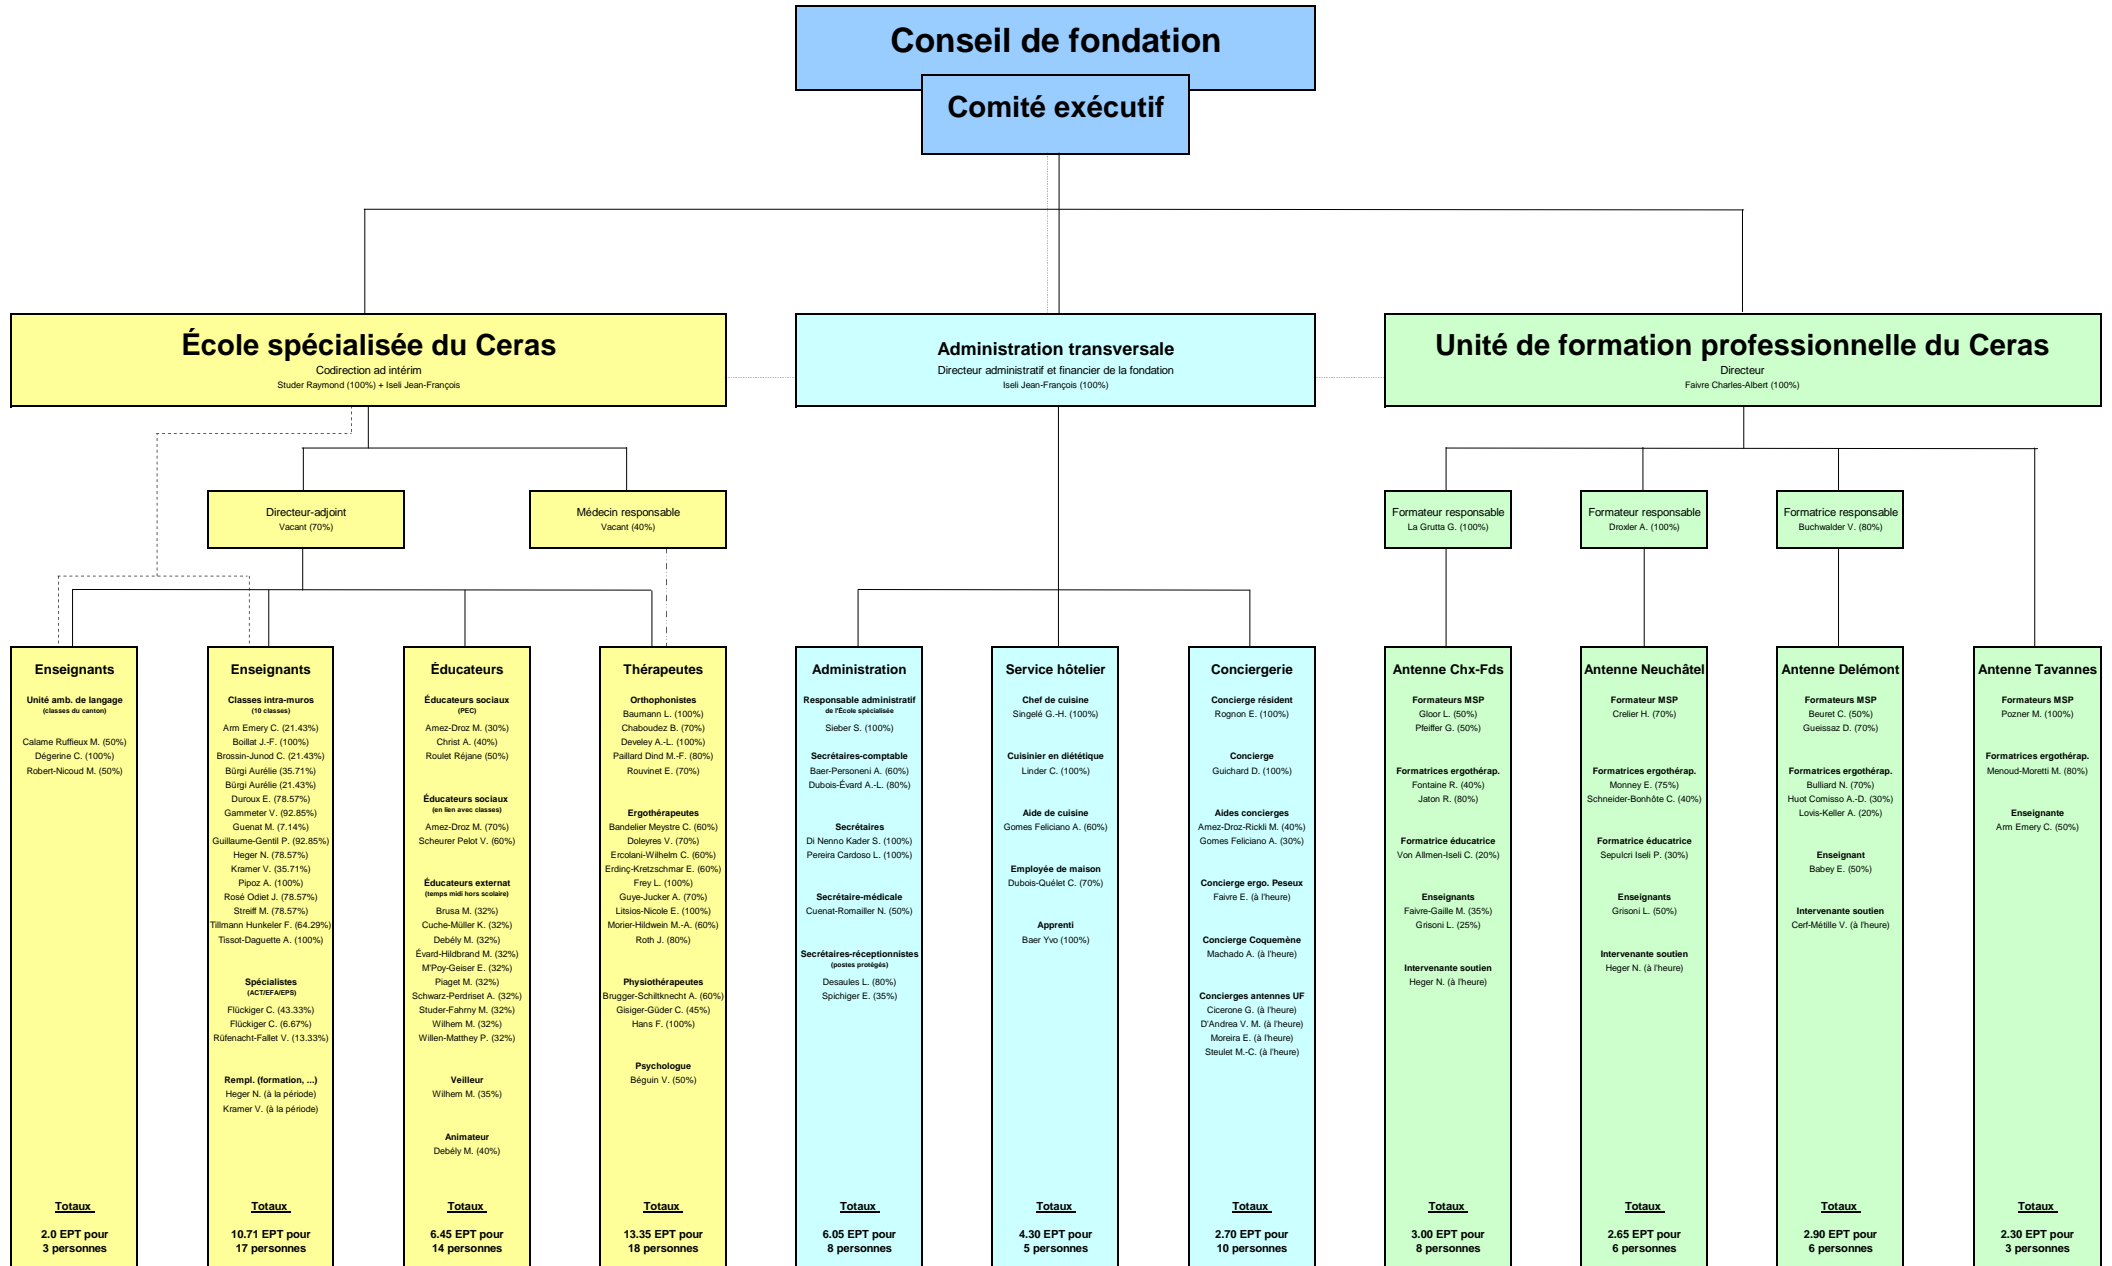 Conseil de fondation
Comité exécutif
École spécialisée du Ceras
Codirection ad intérim
Studer Raymond (100%) + Iseli Jean-François
Administration transversale
Directeur administratif et financier de la fondation
Iseli Jean-François (100%)
Unité de formation professionnelle du Ceras
Directeur
Faivre Charles-Albert (100%)
Directeur-adjoint
Vacant (70%)
Médecin responsable
Vacant (40%)
Formateur responsable
La Grutta G. (100%)
Formateur responsable
Droxler A. (100%)
Formatrice responsable
Buchwalder V. (80%)
Enseignants
Unité amb. de langage
(classes du canton)
Calame Ruffieux M. (50%)
Dégerine C. (100%)
Robert-Nicoud M. (50%)
Totaux
2.0 EPT pour
3 personnes
Enseignants
Classes intra-muros
(10 classes)
Arm Emery C. (21.43%)
Boillat J.-F. (100%)
Brossin-Junod C. (21.43%)
Bürgi Aurélie (35.71%)
Bürgi Aurélie (21.43%)
Duroux E. (78.57%)
Gammeter V. (92.85%)
Guenat M. (7.14%)
Guillaume-Gentil P. (92.85%)
Heger N. (78.57%)
Kramer V. (35.71%)
Pipoz A. (100%)
Rosé Odiet J. (78.57%)
Streiff M. (78.57%)
Tillmann Hunkeler F. (64.29%)
Tissot-Daguette A. (100%)
Spécialistes
(ACT/EFA/EPS)
Flückiger C. (43.33%)
Flückiger C. (6.67%)
Rüfenacht-Fallet V. (13.33%)
Rempl. (formation, ...)
Heger N. (à la période)
Kramer V. (à la période)
Totaux
10.71 EPT pour
17 personnes
Éducateurs
Éducateurs sociaux
(PEC)
Amez-Droz M. (30%)
Christ A. (40%)
Roulet Réjane (50%)
Éducateurs sociaux
(en lien avec classes)
Amez-Droz M. (70%)
Scheurer Pelot V. (60%)
Éducateurs externat
(temps midi hors scolaire)
Brusa M. (32%)
Cuche-Müller K. (32%)
Debély M. (32%)
Évard-Hildbrand M. (32%)
M'Poy-Geiser E. (32%)
Piaget M. (32%)
Schwarz-Perdriset A. (32%)
Studer-Fahrny M. (32%)
Wilhem M. (32%)
Willen-Matthey P. (32%)
Veilleur
Wilhem M. (35%)
Animateur
Debély M. (40%)
Totaux
6.45 EPT pour
14 personnes
Thérapeutes
Orthophonistes
Baumann L. (100%)
Chaboudez B. (70%)
Develey A.-L. (100%)
Paillard Dind M.-F. (80%)
Rouvinet E. (70%)
Ergothérapeutes
Bandelier Meystre C. (60%)
Doleyres V. (70%)
Ercolani-Wilhelm C. (60%)
Erdinç-Kretzschmar E. (60%)
Frey L. (100%)
Guye-Jucker A. (70%)
Litsios-Nicole E. (100%)
Morier-Hildwein M.-A. (60%)
Roth J. (80%)
Physiothérapeutes
Brugger-Schiltknecht A. (60%)
Gisiger-Güder C. (45%)
Hans F. (100%)
Psychologue
Béguin V. (50%)
Totaux
13.35 EPT pour
18 personnes
Administration
Responsable administratif
de l'École spécialisée
Sieber S. (100%)
Secrétaires-comptable
Baer-Personeni A. (60%)
Dubois-Évard A.-L. (80%)
Secrétaires
Di Nenno Kader S. (100%)
Pereira Cardoso L. (100%)
Secrétaire-médicale
Cuenat-Romailler N. (50%)
Secrétaires-réceptionnistes
(postes protégés)
Desaules L. (80%)
Spichiger E. (35%)
Totaux
6.05 EPT pour
8 personnes
Service hôtelier
Chef de cuisine
Singelé G.-H. (100%)
Cuisinier en diététique
Linder C. (100%)
Aide de cuisine
Gomes Feliciano A. (60%)
Employée de maison
Dubois-Quélet C. (70%)
Apprenti
Baer Yvo (100%)
Totaux
4.30 EPT pour
5 personnes
Conciergerie
Concierge résident
Rognon E. (100%)
Concierge
Guichard D. (100%)
Aides concierges
Amez-Droz-Rickli M. (40%)
Gomes Feliciano A. (30%)
Concierge ergo. Peseux
Faivre E. (à l'heure)
Concierge Coquemène
Machado A. (à l'heure)
Concierges antennes UF
Cicerone G. (à l'heure)
D'Andrea V. M. (à l'heure)
Moreira E. (à l'heure)
Steulet M.-C. (à l'heure)
Totaux
2.70 EPT pour
10 personnes
Antenne Chx-Fds
Formateurs MSP
Gloor L. (50%)
Pfeiffer G. (50%)
Formatrices ergothérap.
Fontaine R. (40%)
Jaton R. (80%)
Formatrice éducatrice
Von Allmen-Iseli C. (20%)
Enseignants
Faivre-Gaille M. (35%)
Grisoni L. (25%)
Intervenante soutien
Heger N. (à l'heure)
Totaux
3.00 EPT pour
8 personnes
Antenne Neuchâtel
Formateur MSP
Crelier H. (70%)
Formatrices ergothérap.
Monney E. (75%)
Schneider-Bonhôte C. (40%)
Formatrice éducatrice
Sepulcri Iseli P. (30%)
Enseignants
Grisoni L. (50%)
Intervenante soutien
Heger N. (à l'heure)
Totaux
2.65 EPT pour
6 personnes
Antenne Delémont
Formateurs MSP
Beuret C. (50%)
Gueissaz D. (70%)
Formatrices ergothérap.
Bulliard N. (70%)
Huot Comisso A.-D. (30%)
Lovis-Keller A. (20%)
Enseignant
Babey E. (50%)
Intervenante soutien
Cerf-Métille V. (à l'heure)
Totaux
2.90 EPT pour
6 personnes
Antenne Tavannes
Formateurs MSP
Pozner M. (100%)
Formatrices ergothérap.
Menoud-Moretti M. (80%)
Enseignante
Arm Emery C. (50%)
Totaux
2.30 EPT pour
3 personnes